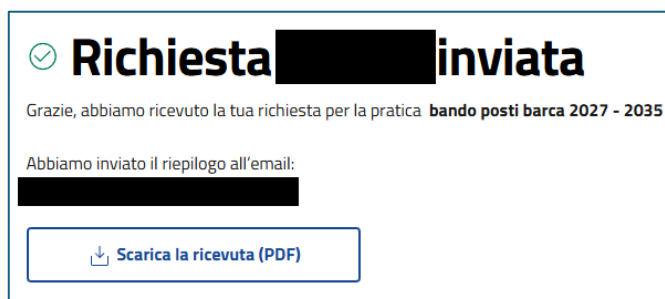 Richiesta inviata
Grazie, abbiamo ricevuto la tua richiesta per la pratica bando posti barca 2027 - 2035
Abbiamo inviato il riepilogo all'email:
Scarica la ricevuta (PDF)